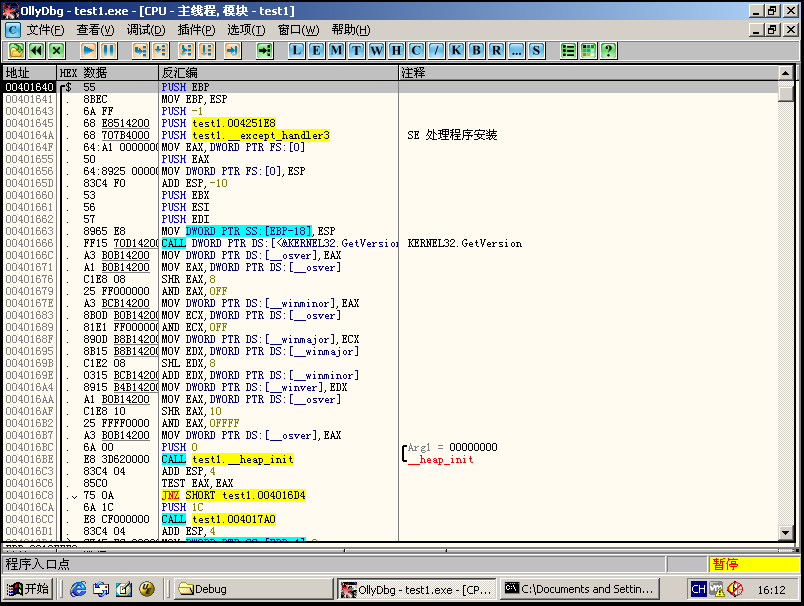 OllyDbg - test1.exe - [CPU - 主线程, 模块 - test1]
C 文件(F) 查看(V) 调试(D) 插件(P) 选项(T) 窗口(W) 帮助(H)
L E M T W H C / K B R ... S ?
地址 HEX 数据 反汇编 注释
00401640 $ 55 PUSH EBP
00401641 . 8BEC MOV EBP,ESP
00401643 . 6A FF PUSH -1
00401645 . 68 E8514200 PUSH test1.004251E8
0040164A . 68 707B4000 PUSH test1.__except_handler3 SE 处理程序安装
0040164F . 64:A1 0000000 MOV EAX,DWORD PTR FS:[0]
00401655 . 50 PUSH EAX
00401656 . 64:8925 00000 MOV DWORD PTR FS:[0],ESP
0040165D . 83C4 F0 ADD ESP,-10
00401660 . 53 PUSH EBX
00401661 . 56 PUSH ESI
00401662 . 57 PUSH EDI
00401663 . 8965 E8 MOV DWORD PTR SS:[EBP-18],ESP
00401666 . FF15 70D14200 CALL DWORD PTR DS:[<&KERNEL32.GetVersion KERNEL32.GetVersion
0040166C . A3 B0B14200 MOV DWORD PTR DS:[__osver],EAX
00401671 . A1 B0B14200 MOV EAX,DWORD PTR DS:[__osver]
00401676 . C1E8 08 SHR EAX,8
00401679 . 25 FF000000 AND EAX,0FF
0040167E . A3 BCB14200 MOV DWORD PTR DS:[__winminor],EAX
00401683 . 8B0D B0B14200 MOV ECX,DWORD PTR DS:[__osver]
00401689 . 81E1 FF000000 AND ECX,0FF
0040168F . 890D B8B14200 MOV DWORD PTR DS:[__winmajor],ECX
00401695 . 8B15 B8B14200 MOV EDX,DWORD PTR DS:[__winmajor]
0040169B . C1E2 08 SHL EDX,8
0040169E . 0315 BCB14200 ADD EDX,DWORD PTR DS:[__winminor]
004016A4 . 8915 B4B14200 MOV DWORD PTR DS:[__winver],EDX
004016AA . A1 B0B14200 MOV EAX,DWORD PTR DS:[__osver]
004016AF . C1E8 10 SHR EAX,10
004016B2 . 25 FFFF0000 AND EAX,0FFFF
004016B7 . A3 B0B14200 MOV DWORD PTR DS:[__osver],EAX
004016BC . 6A 00 PUSH 0 Arg1 = 00000000
004016BE . E8 3D620000 CALL test1.__heap_init __heap_init
004016C3 . 83C4 04 ADD ESP,4
004016C6 . 85C0 TEST EAX,EAX
004016C8 . 75 0A JNZ SHORT test1.004016D4
004016CA . 6A 1C PUSH 1C
004016CC . E8 CF000000 CALL test1.004017A0
004016D1 . 83C4 04 ADD ESP,4
程序入口点 暂停
开始 Debug OllyDbg - test1.exe - [CP... C:\Documents and Settin... CH 16:12